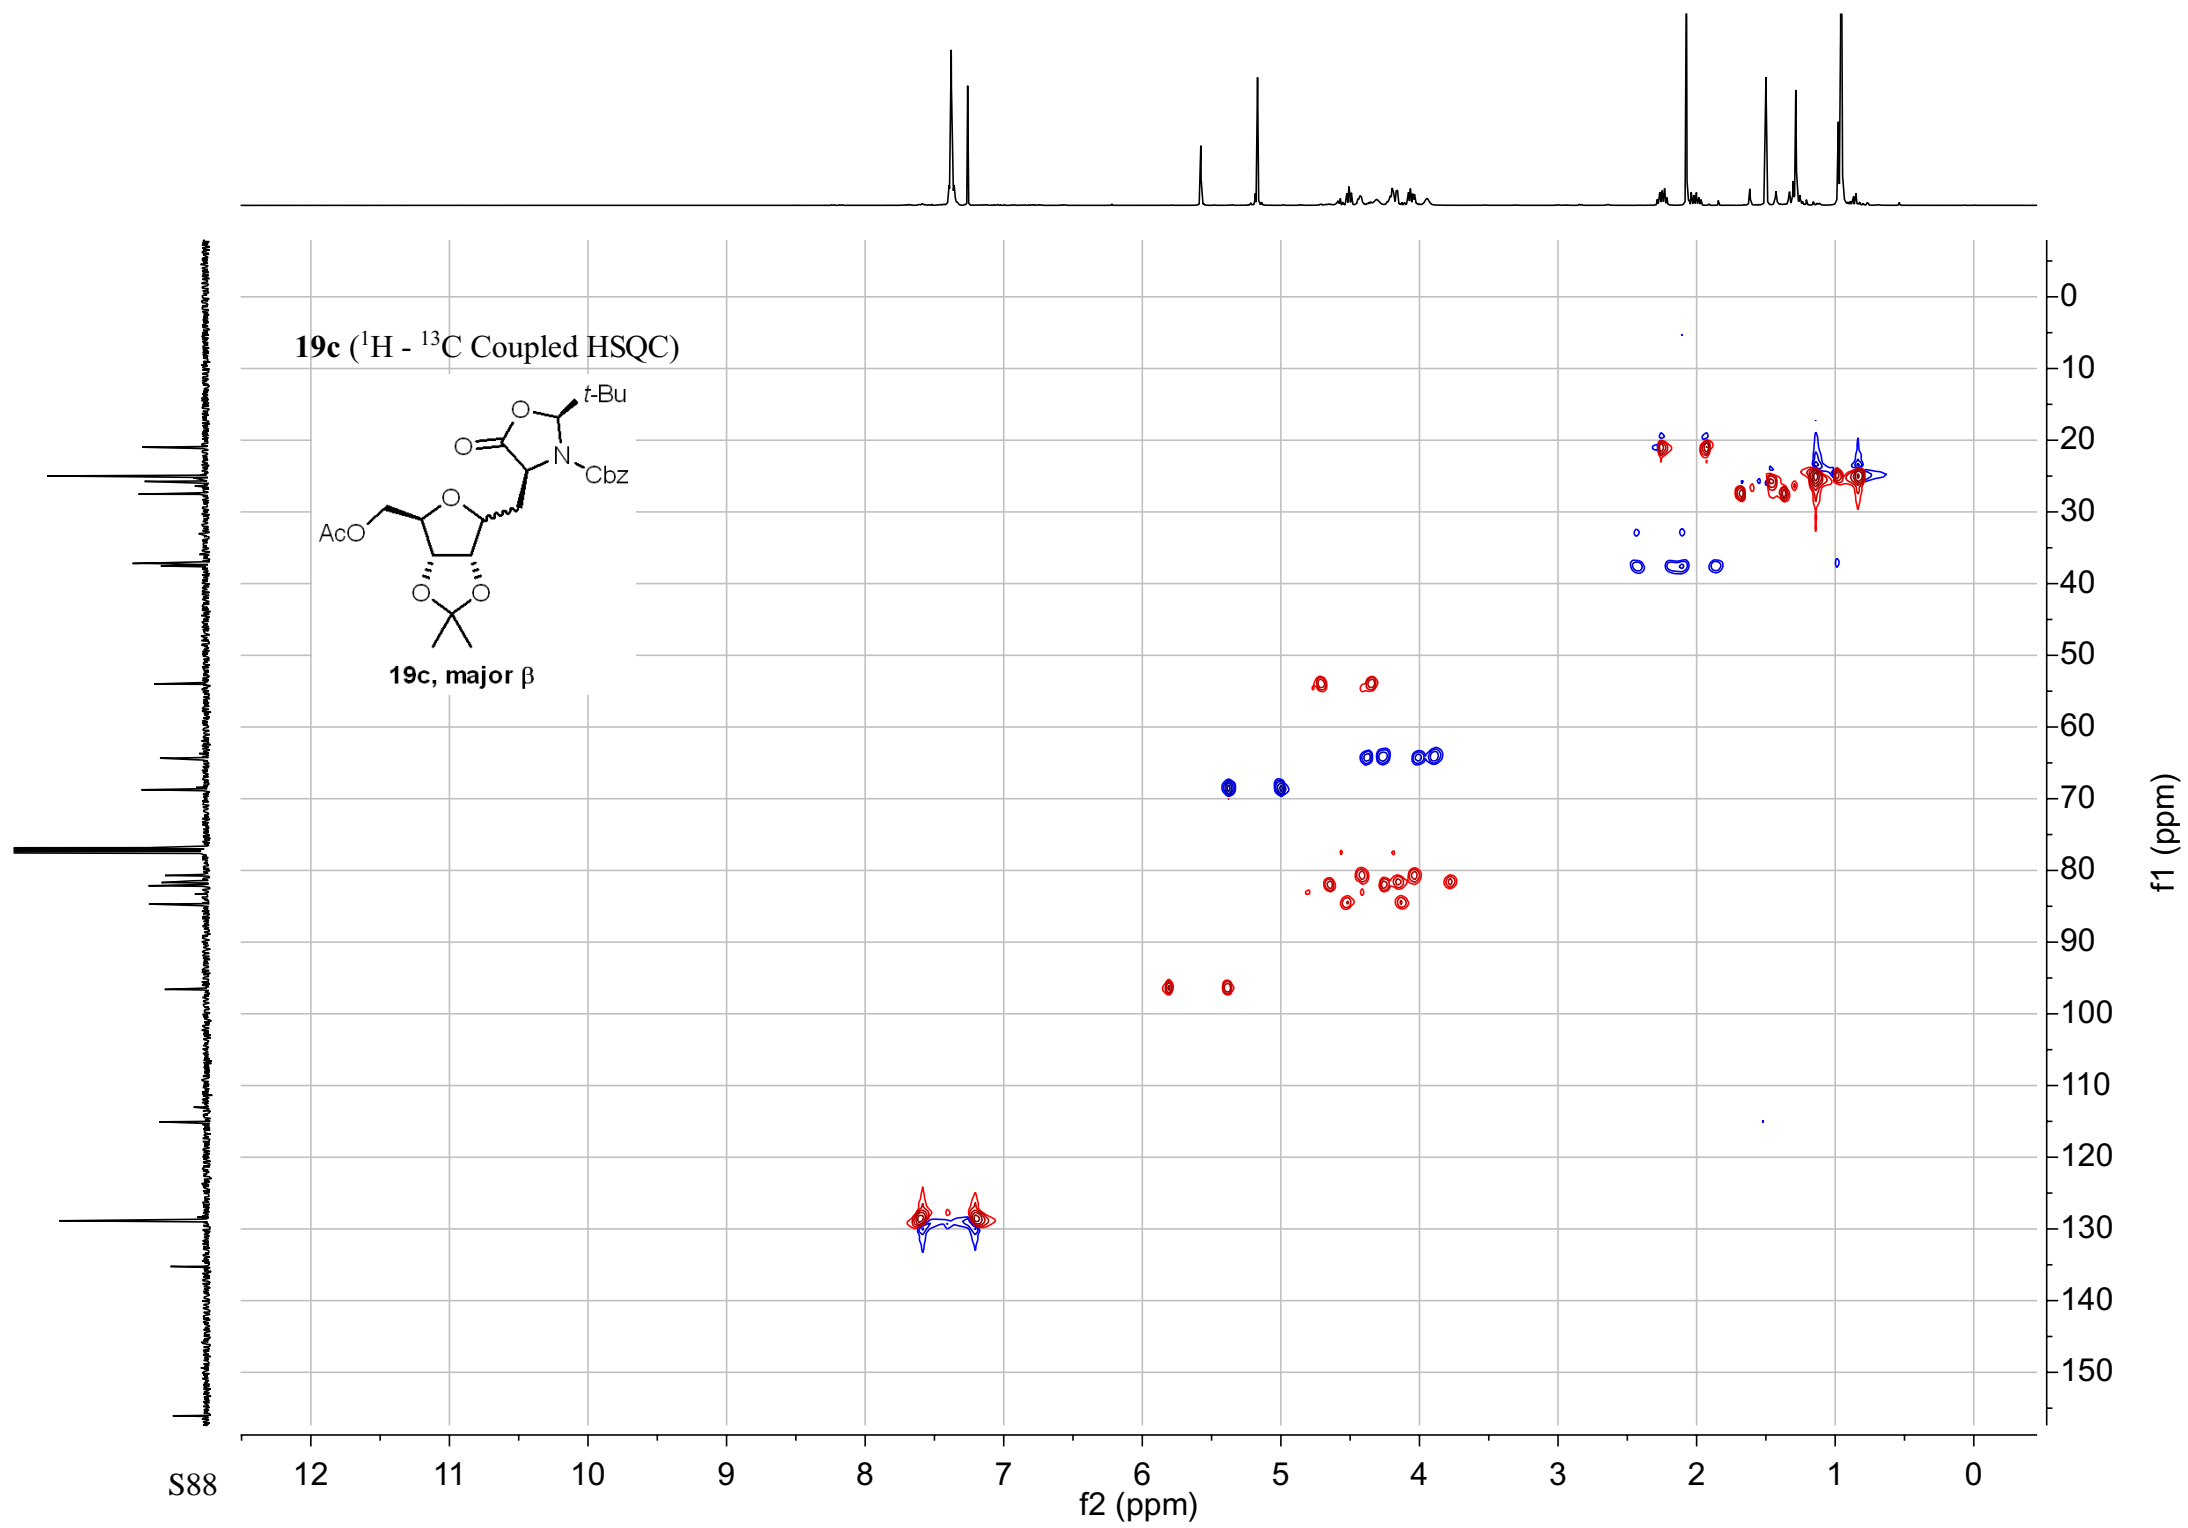 19c (¹H - ¹³C Coupled HSQC)
t-Bu
O
O
N
Cbz
O
AcO
O
O
19c, major β
0
10
20
30
40
50
60
70
80
90
100
110
120
130
140
150
f1 (ppm)
12 11 10 9 8 7 6 5 4 3 2 1 0
f2 (ppm)
S88